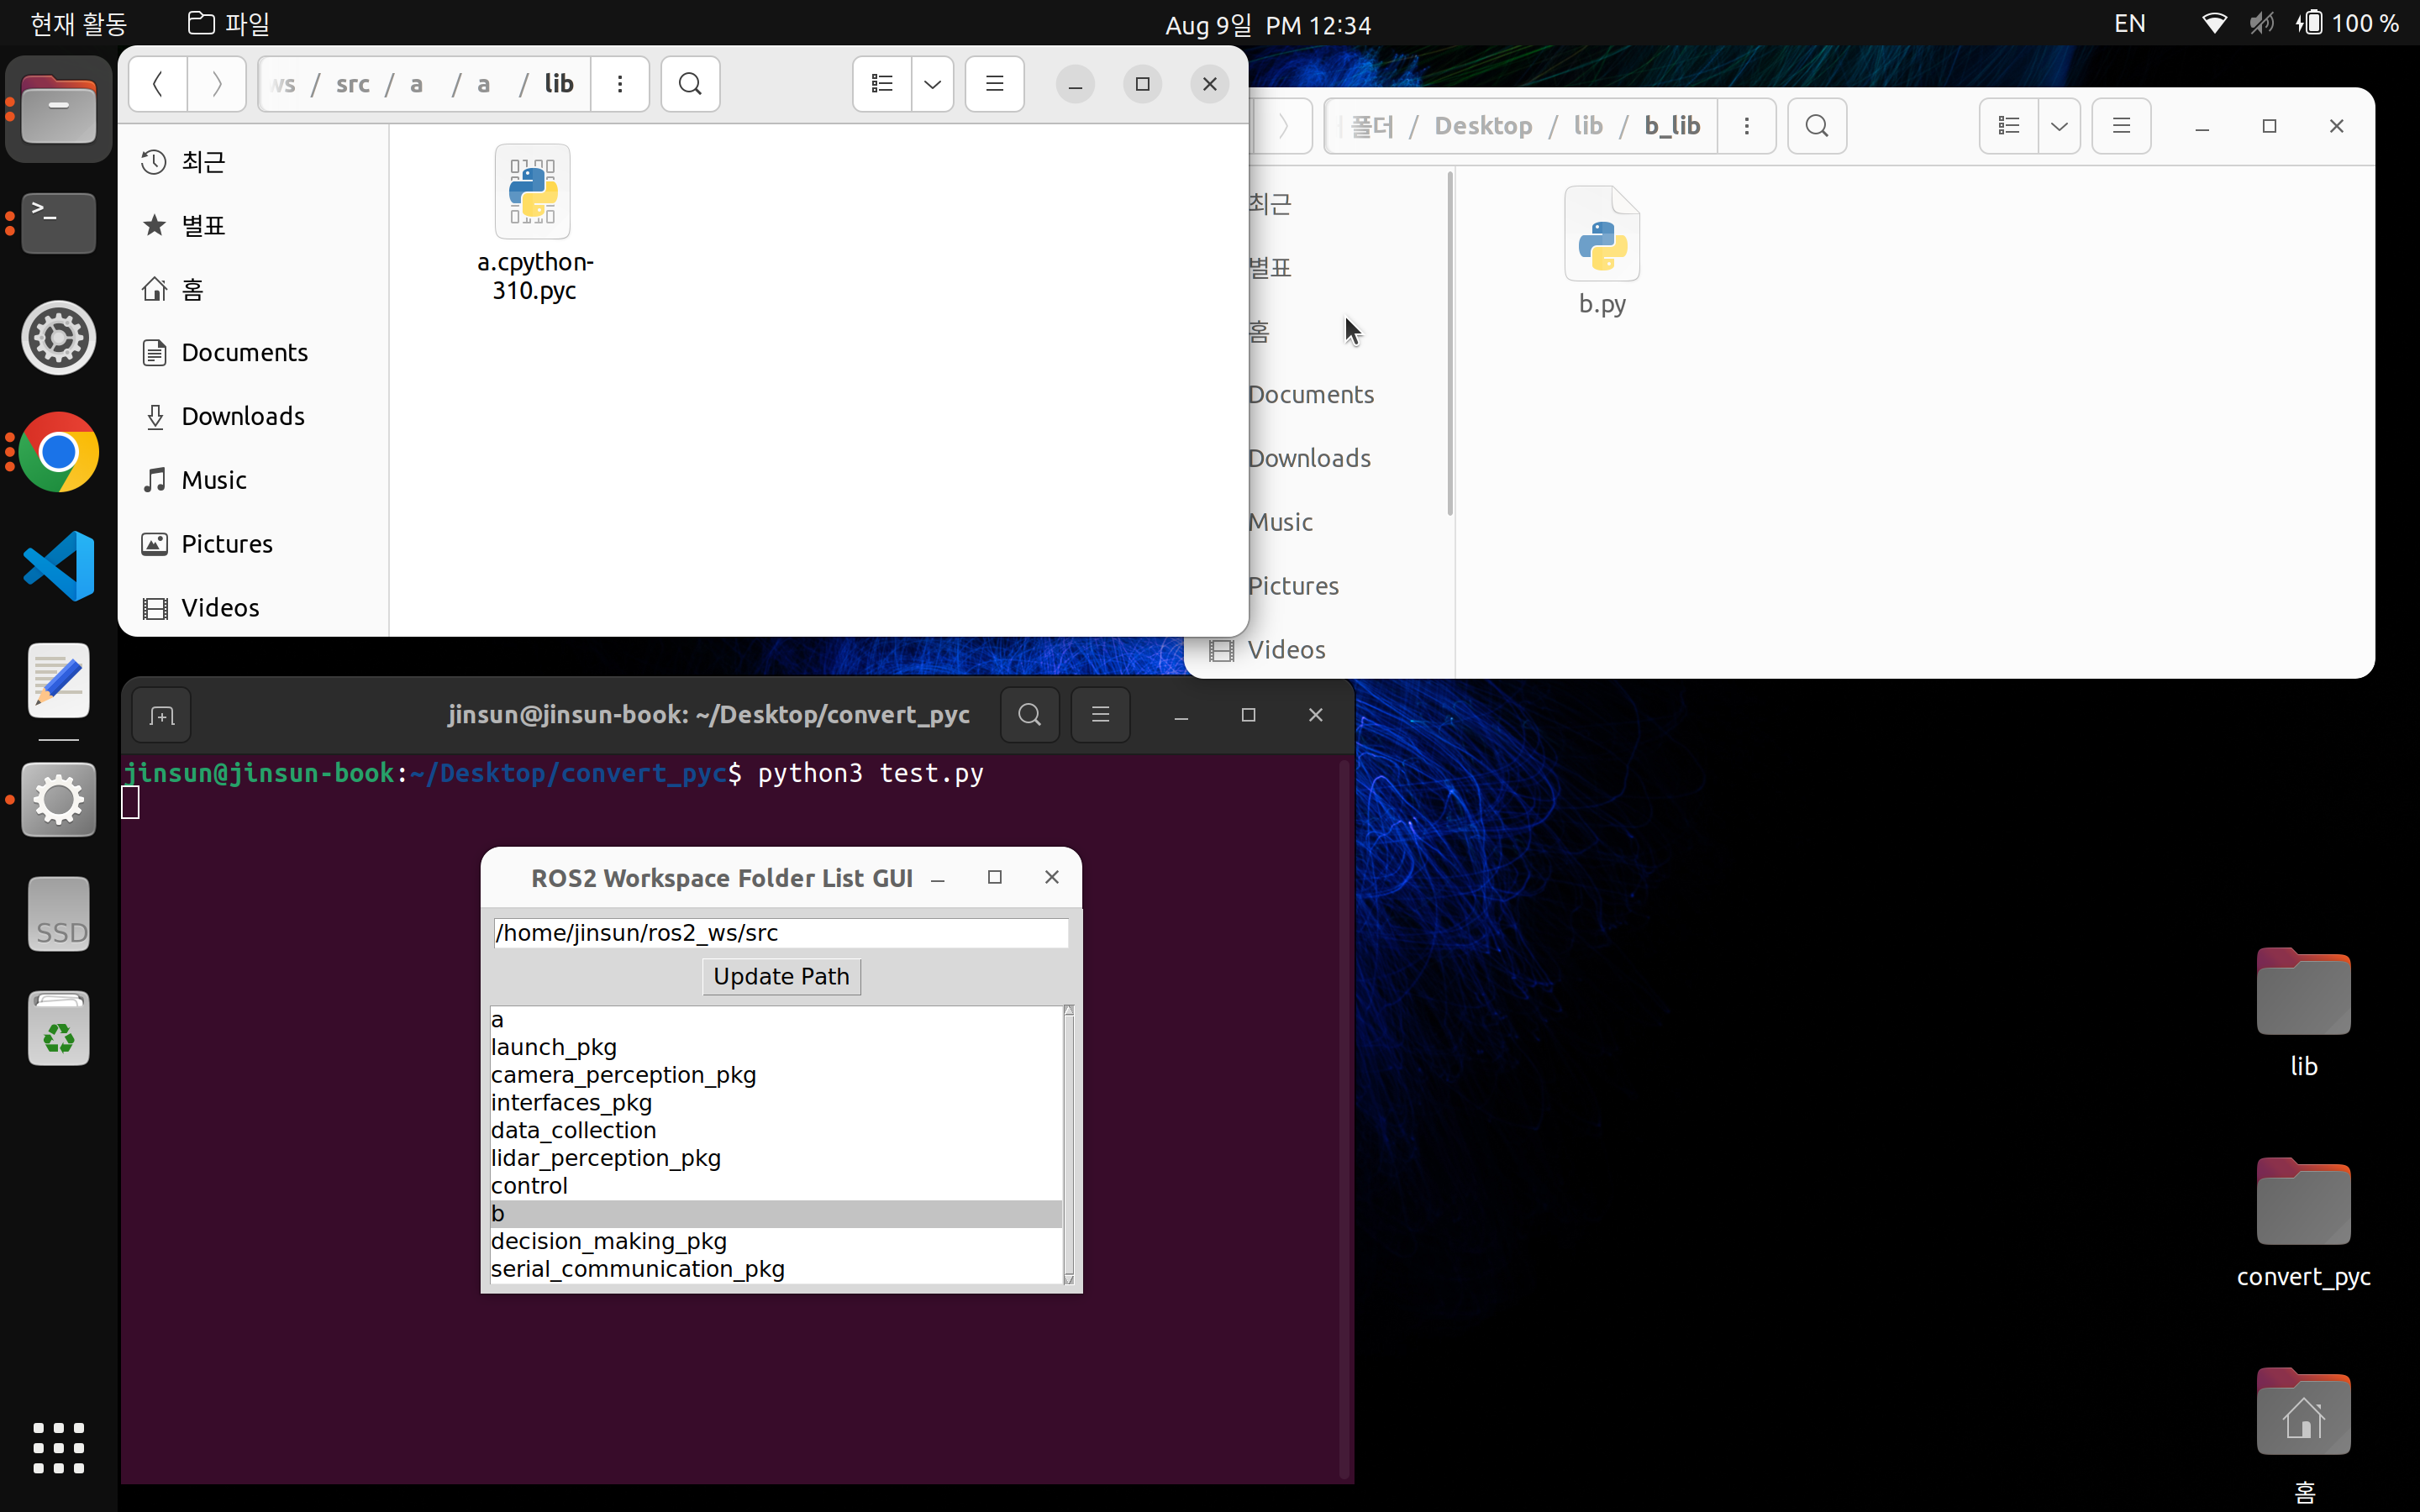 현재 활동 파일 Aug 9일 PM 12:34 EN 100 %
ws / src / a / a / lib
최근
별표
홈
Documents
Downloads
Music
Pictures
Videos
a.cpython-
310.pyc
폴더 / Desktop / lib / b_lib
최근
별표
홈
Documents
Downloads
Music
Pictures
Videos
b.py
jinsun@jinsun-book: ~/Desktop/convert_pyc
jinsun@jinsun-book:~/Desktop/convert_pyc$ python3 test.py
ROS2 Workspace Folder List GUI
/home/jinsun/ros2_ws/src
Update Path
a
launch_pkg
camera_perception_pkg
interfaces_pkg
data_collection
lidar_perception_pkg
control
b
decision_making_pkg
serial_communication_pkg
SSD
lib
convert_pyc
홈